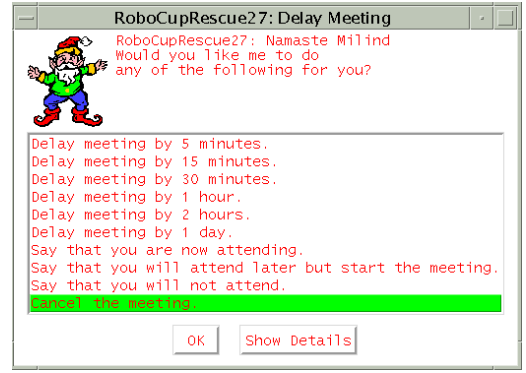 RoboCupRescue27: Delay Meeting
RoboCupRescue27: Namaste Milind
Would you like me to do
any of the following for you?
Delay meeting by 5 minutes.
Delay meeting by 15 minutes.
Delay meeting by 30 minutes.
Delay meeting by 1 hour.
Delay meeting by 2 hours.
Delay meeting by 1 day.
Say that you are now attending.
Say that you will attend later but start the meeting.
Say that you will not attend.
Cancel the meeting.
OK
Show Details